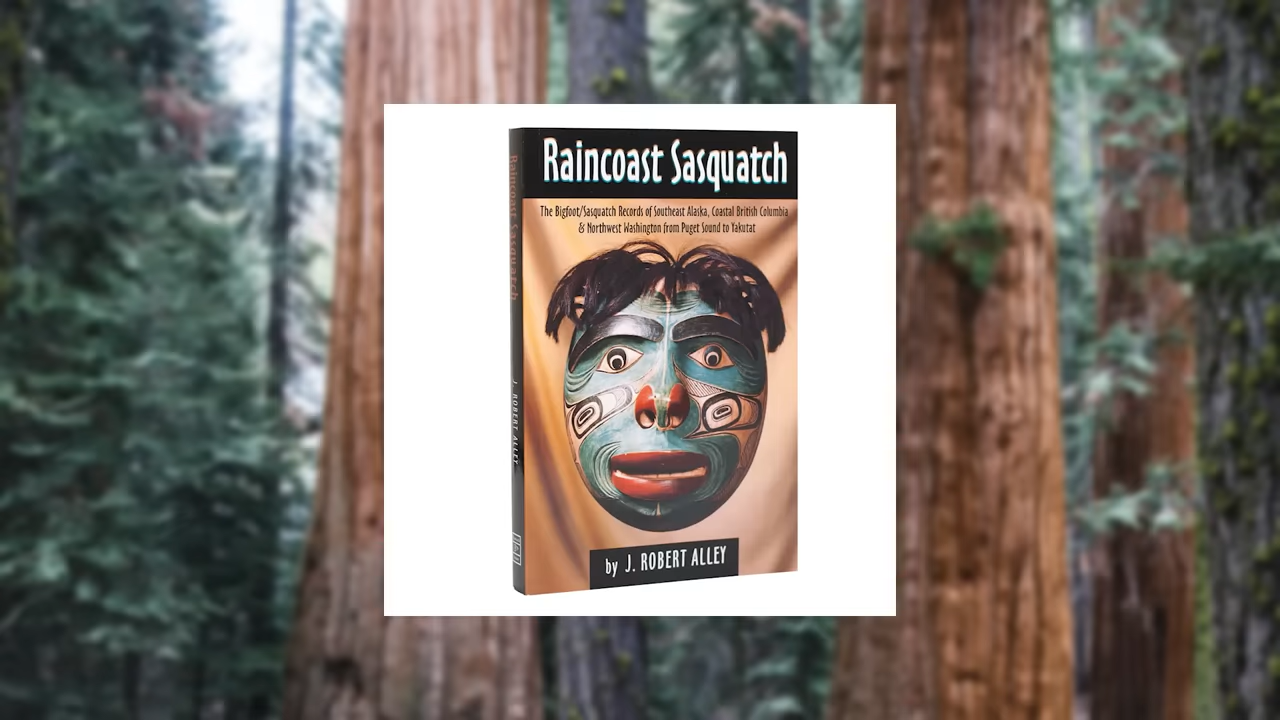 Raincoast Sasquatch
The Bigfoot/Sasquatch Records of Southeast Alaska, Coastal British Columbia
& Northwest Washington from Puget Sound to Yakutat
by J. ROBERT ALLEY
Raincoast Sasquatch
J. ROBERT ALLEY